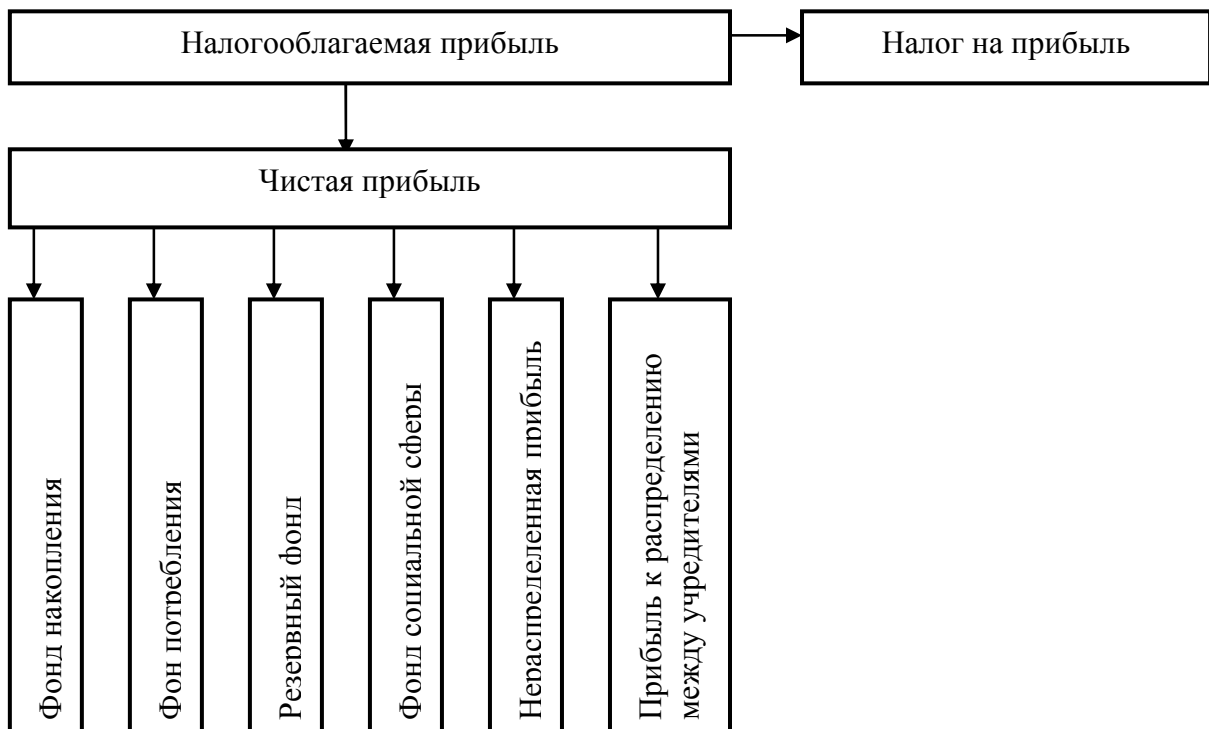 Налогооблагаемая прибыль
Налог на прибыль
Чистая прибыль
Фонд накопления
Фон потребления
Резервный фонд
Фонд социальной сферы
Нераспределенная прибыль
Прибыль к распределению
между учредителями